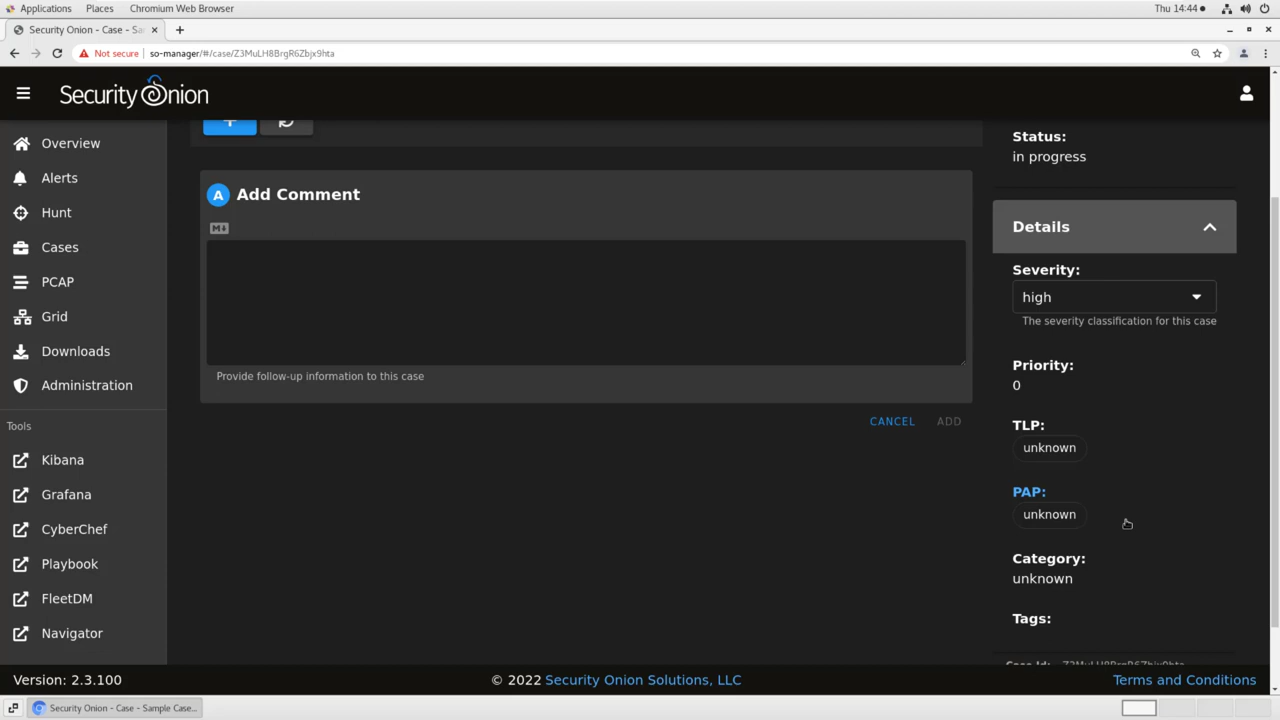 Applications Places Chromium Web Browser Thu 14:44
Security Onion - Case - Sa
Not secure so-manager/#/case/Z3MuLH8BrgR6Zbjx9hta
Security Onion
Overview
Alerts
Hunt
Cases
PCAP
Grid
Downloads
Administration
Tools
Kibana
Grafana
CyberChef
Playbook
FleetDM
Navigator
A Add Comment
M
Provide follow-up information to this case
CANCEL ADD
Status:
in progress
Details
Severity:
high
The severity classification for this case
Priority:
0
TLP:
unknown
PAP:
unknown
Category:
unknown
Tags:
Case Id: Z3MuLH8BrgR6Zbjx9hta
Version: 2.3.100 © 2022 Security Onion Solutions, LLC Terms and Conditions
Security Onion - Case - Sample Case...